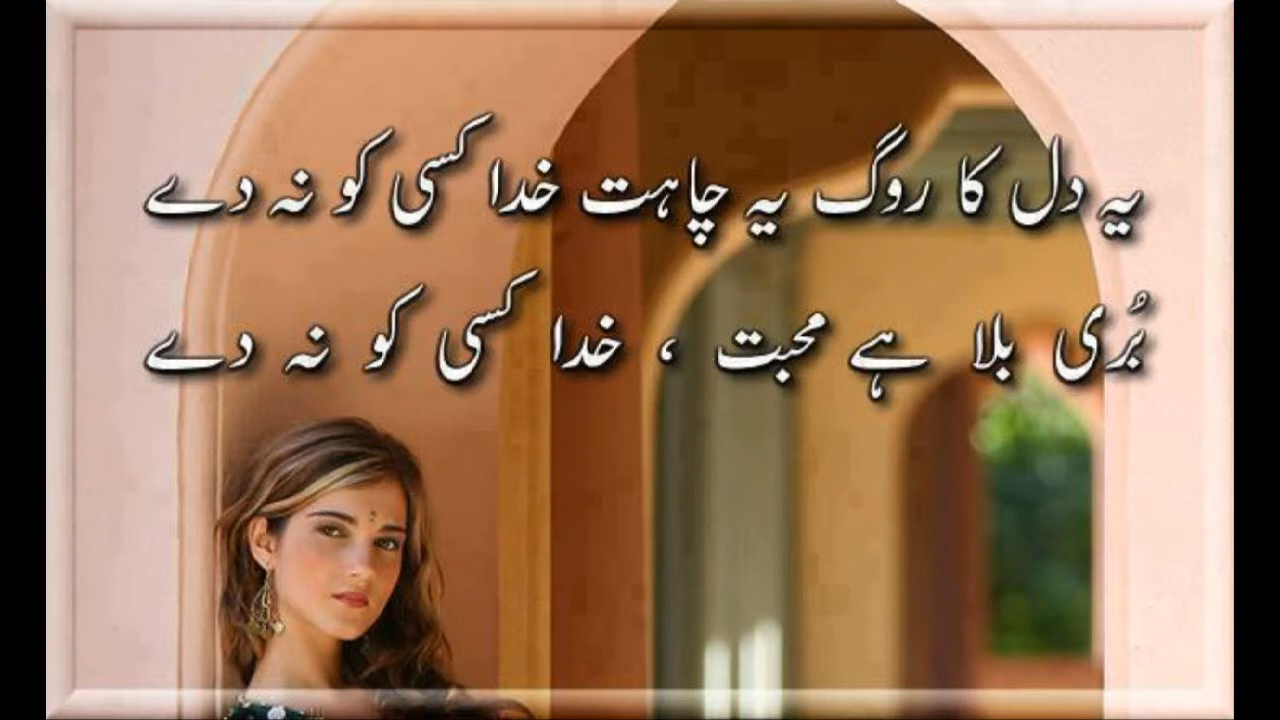 یہ دل کا روگ یہ چاہت خدا کسی کو نہ دے
بُری بلا ہے محبت ، خدا کسی کو نہ دے